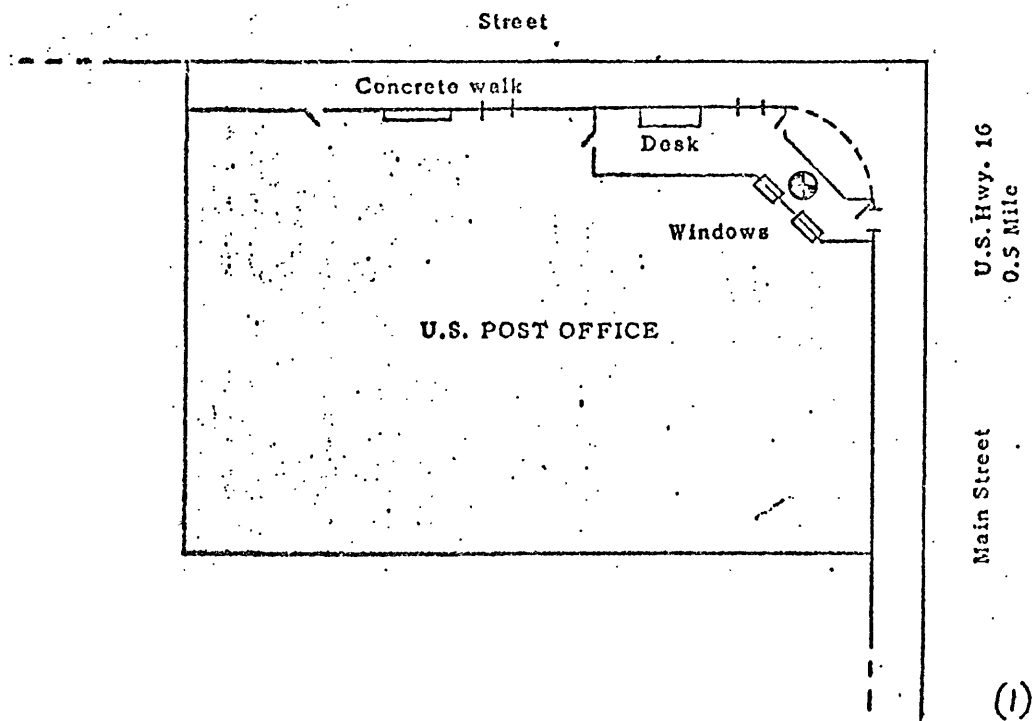 Street
Concrete walk
Desk
Windows
U.S. POST OFFICE
U.S. Hwy. 16
0.5 Mile
Main Street
(1)